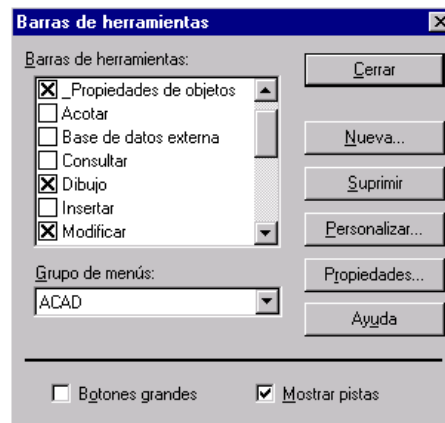 Barras de herramientas
Barras de herramientas:
_Propiedades de objetos
Acotar
Base de datos externa
Consultar
Dibujo
Insertar
Modificar
Grupo de menús:
ACAD
Cerrar
Nueva...
Suprimir
Personalizar...
Propiedades...
Ayuda
Botones grandes
Mostrar pistas